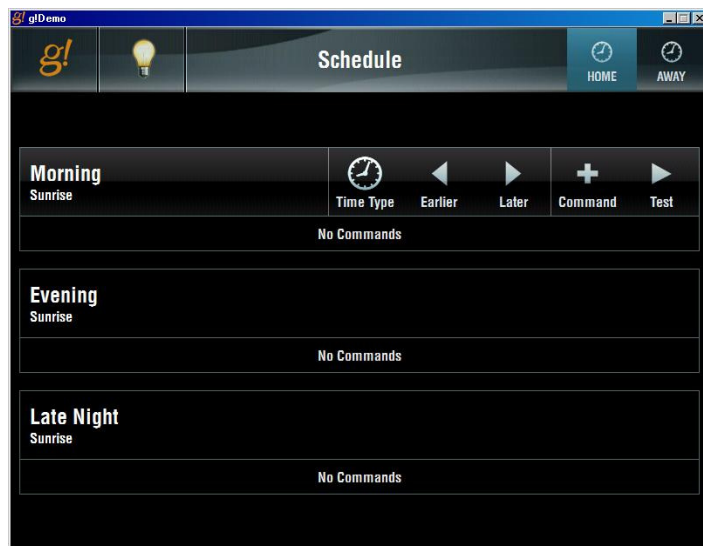 g! g!Demo
g!
Schedule
HOME
AWAY
Morning
Sunrise
Time Type
Earlier
Later
Command
Test
No Commands
Evening
Sunrise
No Commands
Late Night
Sunrise
No Commands